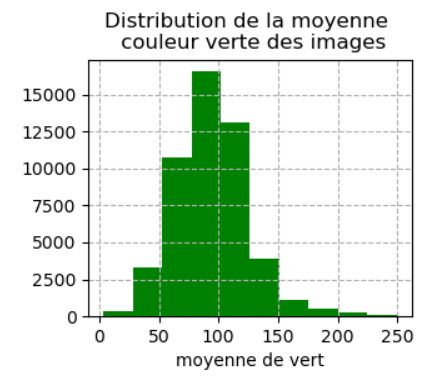 Distribution de la moyenne
couleur verte des images
15000
12500
10000
7500
5000
2500
0
0 50 100 150 200 250
moyenne de vert